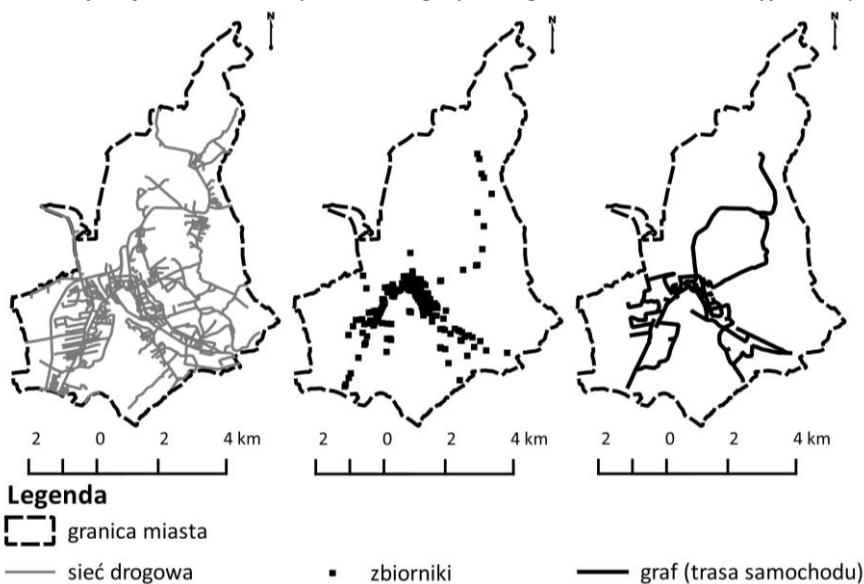 N N N
2 0 2 4 km 2 0 2 4 km 2 0 2 4 km
Legenda
granica miasta
sieć drogowa zbiorniki graf (trasa samochodu)